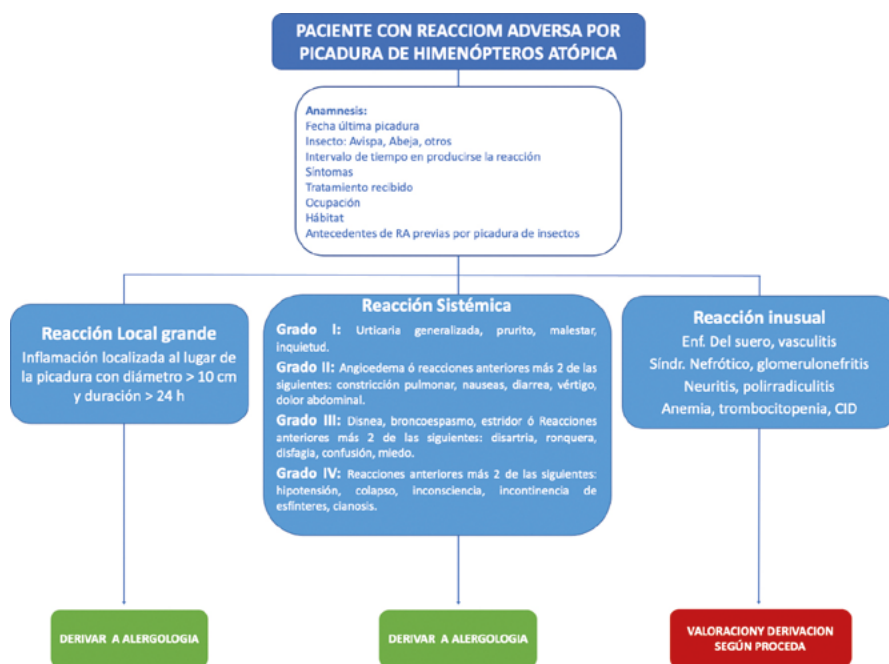 PACIENTE CON REACCIOM ADVERSA POR
PICADURA DE HIMENÓPTEROS ATÓPICA
Anamnesis:
Fecha última picadura
Insecto: Avispa, Abeja, otros
Intervalo de tiempo en producirse la reacción
Síntomas
Tratamiento recibido
Ocupación
Hábitat
Antecedentes de RA previas por picadura de insectos
Reacción Local grande
Inflamación localizada al lugar de
la picadura con diámetro > 10 cm
y duración > 24 h
Reacción Sistémica
Grado I: Urticaria generalizada, prurito, malestar,
inquietud.
Grado II: Angioedema ó reacciones anteriores más 2 de las
siguientes: constricción pulmonar, nauseas, diarrea, vértigo,
dolor abdominal.
Grado III: Disnea, broncoespasmo, estridor ó Reacciones
anteriores más 2 de las siguientes: disartria, ronquera,
disfagia, confusión, miedo.
Grado IV: Reacciones anteriores más 2 de las siguientes:
hipotensión, colapso, inconsciencia, incontinencia de
esfínteres, cianosis.
Reacción inusual
Enf. Del suero, vasculitis
Síndr. Nefrótico, glomerulonefritis
Neuritis, polirradiculitis
Anemia, trombocitopenia, CID
DERIVAR A ALERGOLOGIA
DERIVAR A ALERGOLOGIA
VALORACIONY DERIVACION
SEGÚN PROCEDA